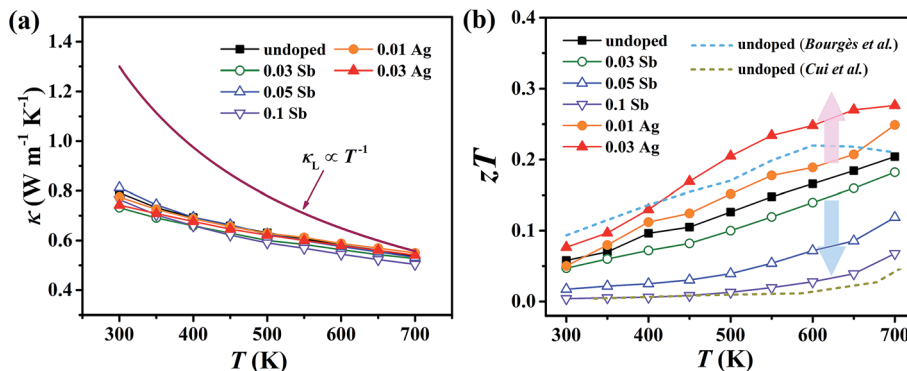 (a)
κ (W m⁻¹ K⁻¹)
1.4
1.2
1.0
0.8
0.6
0.4
undoped
0.03 Sb
0.05 Sb
0.1 Sb
0.01 Ag
0.03 Ag
κL ∝ T⁻¹
300 400 500 600 700
T (K)
(b)
zT
0.4
0.3
0.2
0.1
0.0
undoped
0.03 Sb
0.05 Sb
0.1 Sb
0.01 Ag
0.03 Ag
undoped (Bourgès et al.)
undoped (Cui et al.)
300 400 500 600 700
T (K)